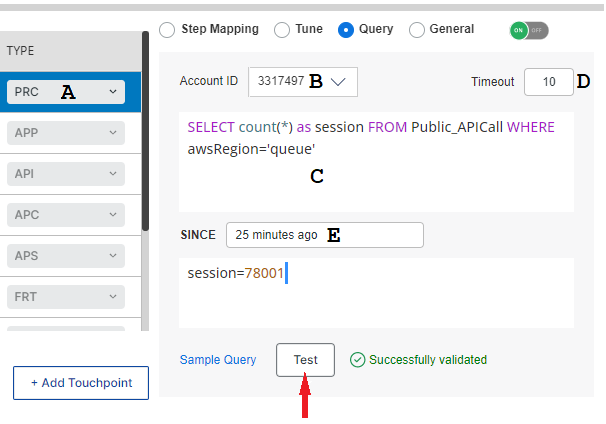 Step Mapping Tune Query General ON OFF
TYPE
PRC A
Account ID 3317497 B Timeout 10 D
APP
SELECT count(*) as session FROM Public_APICall WHERE
awsRegion='queue'
API
C
APC
SINCE 25 minutes ago E
APS
session=78001
FRT
Sample Query Test Successfully validated
+ Add Touchpoint